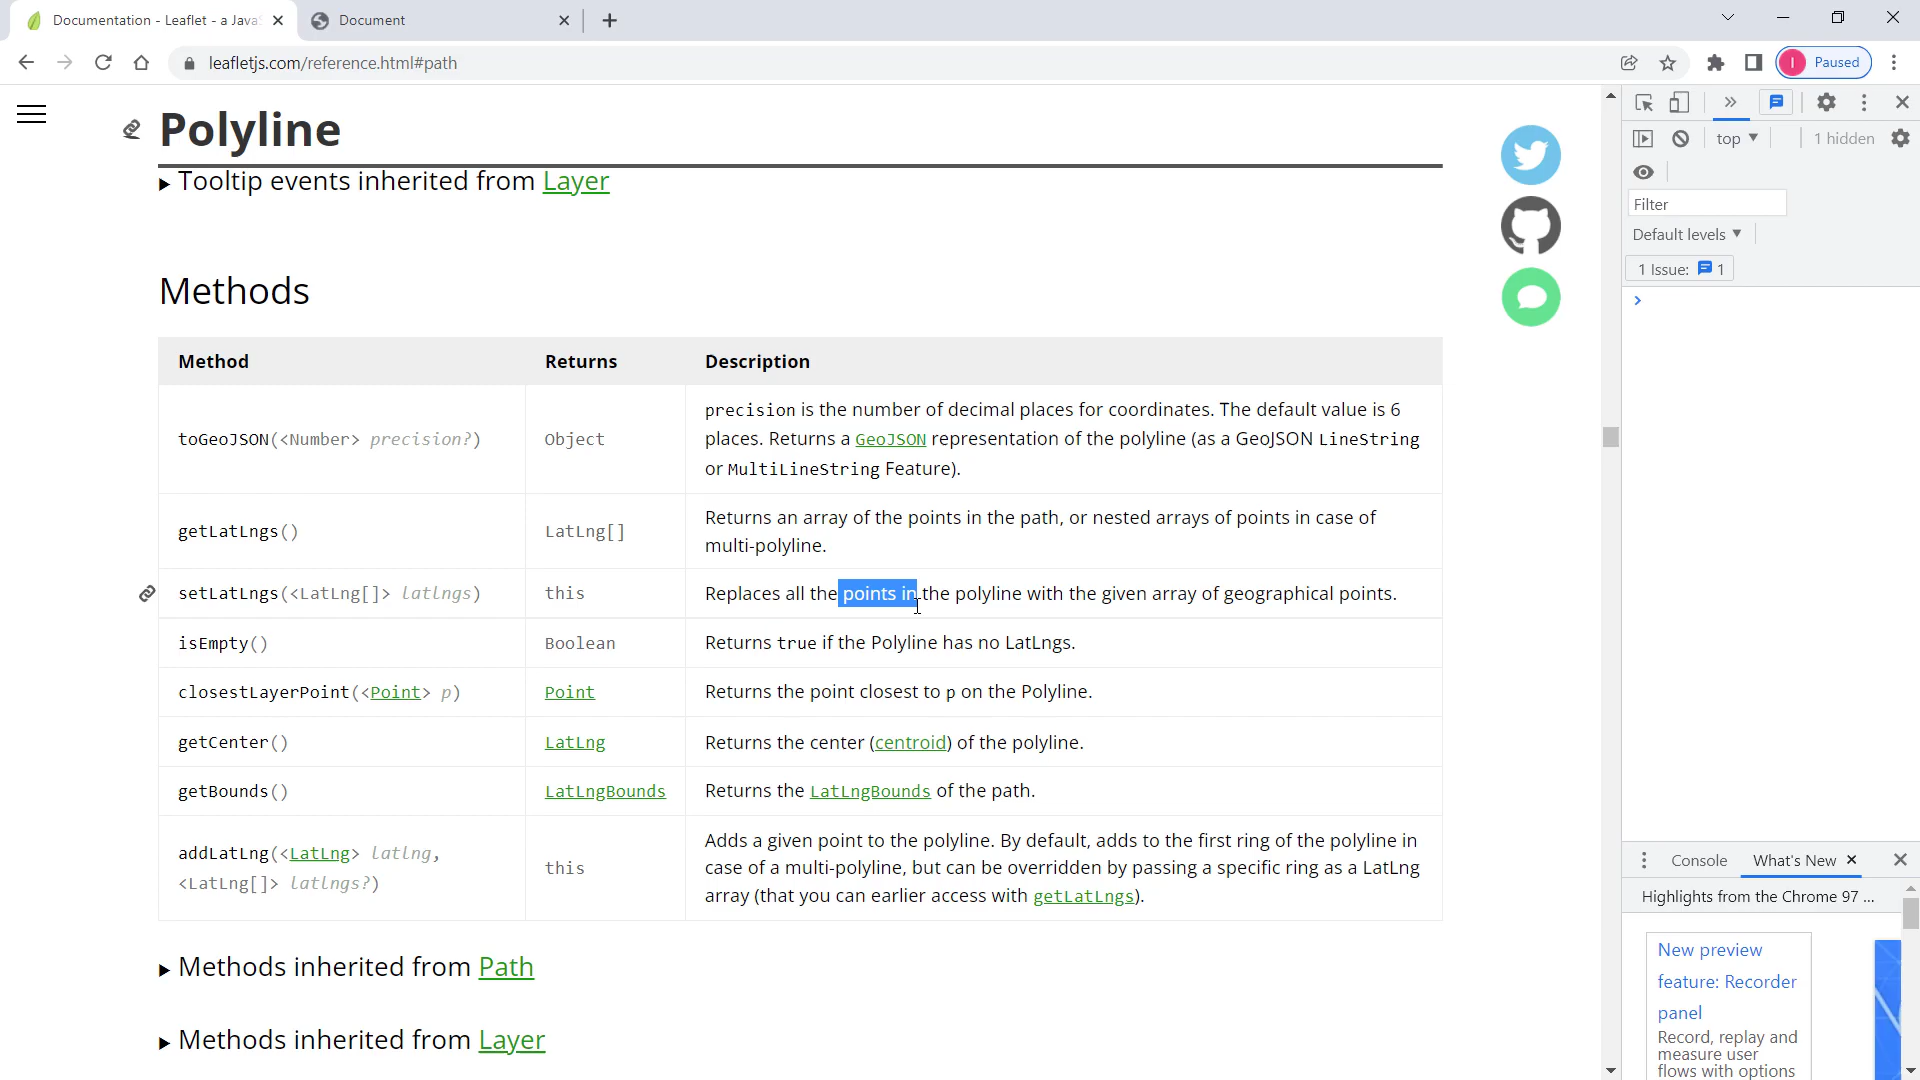 Documentation - Leaflet - a Java
Document
leafletjs.com/reference.html#path
I Paused
Polyline
Tooltip events inherited from Layer
Methods
Method Returns Description
toGeoJSON(<Number> precision?) Object precision is the number of decimal places for coordinates. The default value is 6
places. Returns a GeoJSON representation of the polyline (as a GeoJSON LineString
or MultiLineString Feature).
getLatLngs() LatLng[] Returns an array of the points in the path, or nested arrays of points in case of
multi-polyline.
setLatLngs(<LatLng[]> latlngs) this Replaces all the points in the polyline with the given array of geographical points.
isEmpty() Boolean Returns true if the Polyline has no LatLngs.
closestLayerPoint(<Point> p) Point Returns the point closest to p on the Polyline.
getCenter() LatLng Returns the center (centroid) of the polyline.
getBounds() LatLngBounds Returns the LatLngBounds of the path.
addLatLng(<LatLng> latlng,
<LatLng[]> latlngs?) this Adds a given point to the polyline. By default, adds to the first ring of the polyline in
case of a multi-polyline, but can be overridden by passing a specific ring as a LatLng
array (that you can earlier access with getLatLngs).
Methods inherited from Path
Methods inherited from Layer
top 1 hidden
Filter
Default levels
1 Issue: 1
Console What's New
Highlights from the Chrome 97 ...
New preview
feature: Recorder
panel
Record, replay and
measure user
flows with options